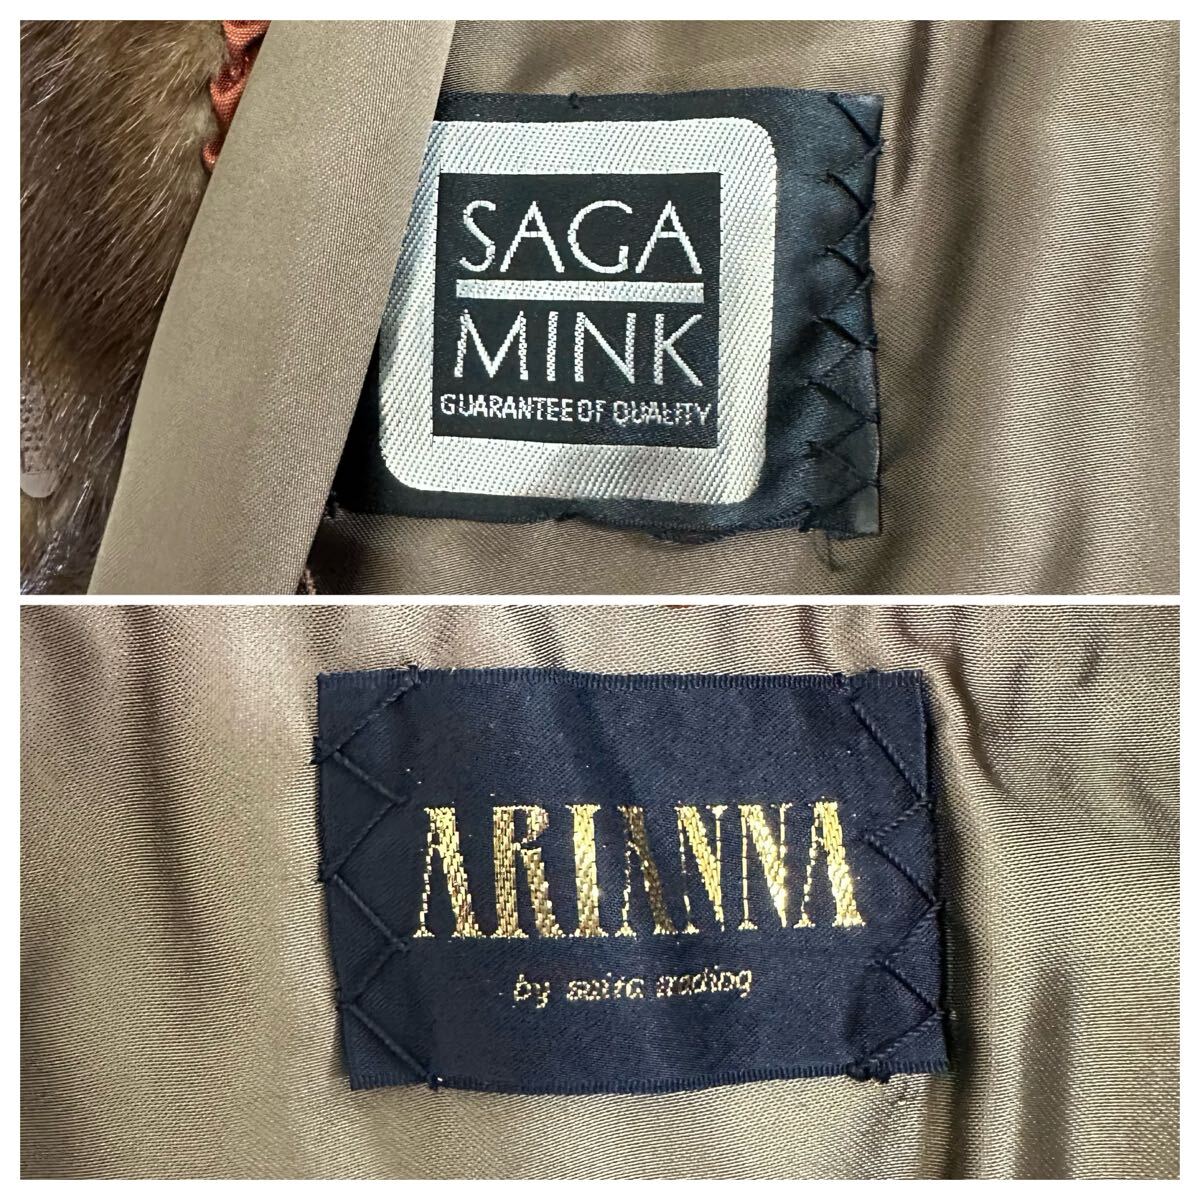 SAGA
MINK
GUARANTEE OF QUALITY
ARIANNA
by saita trading